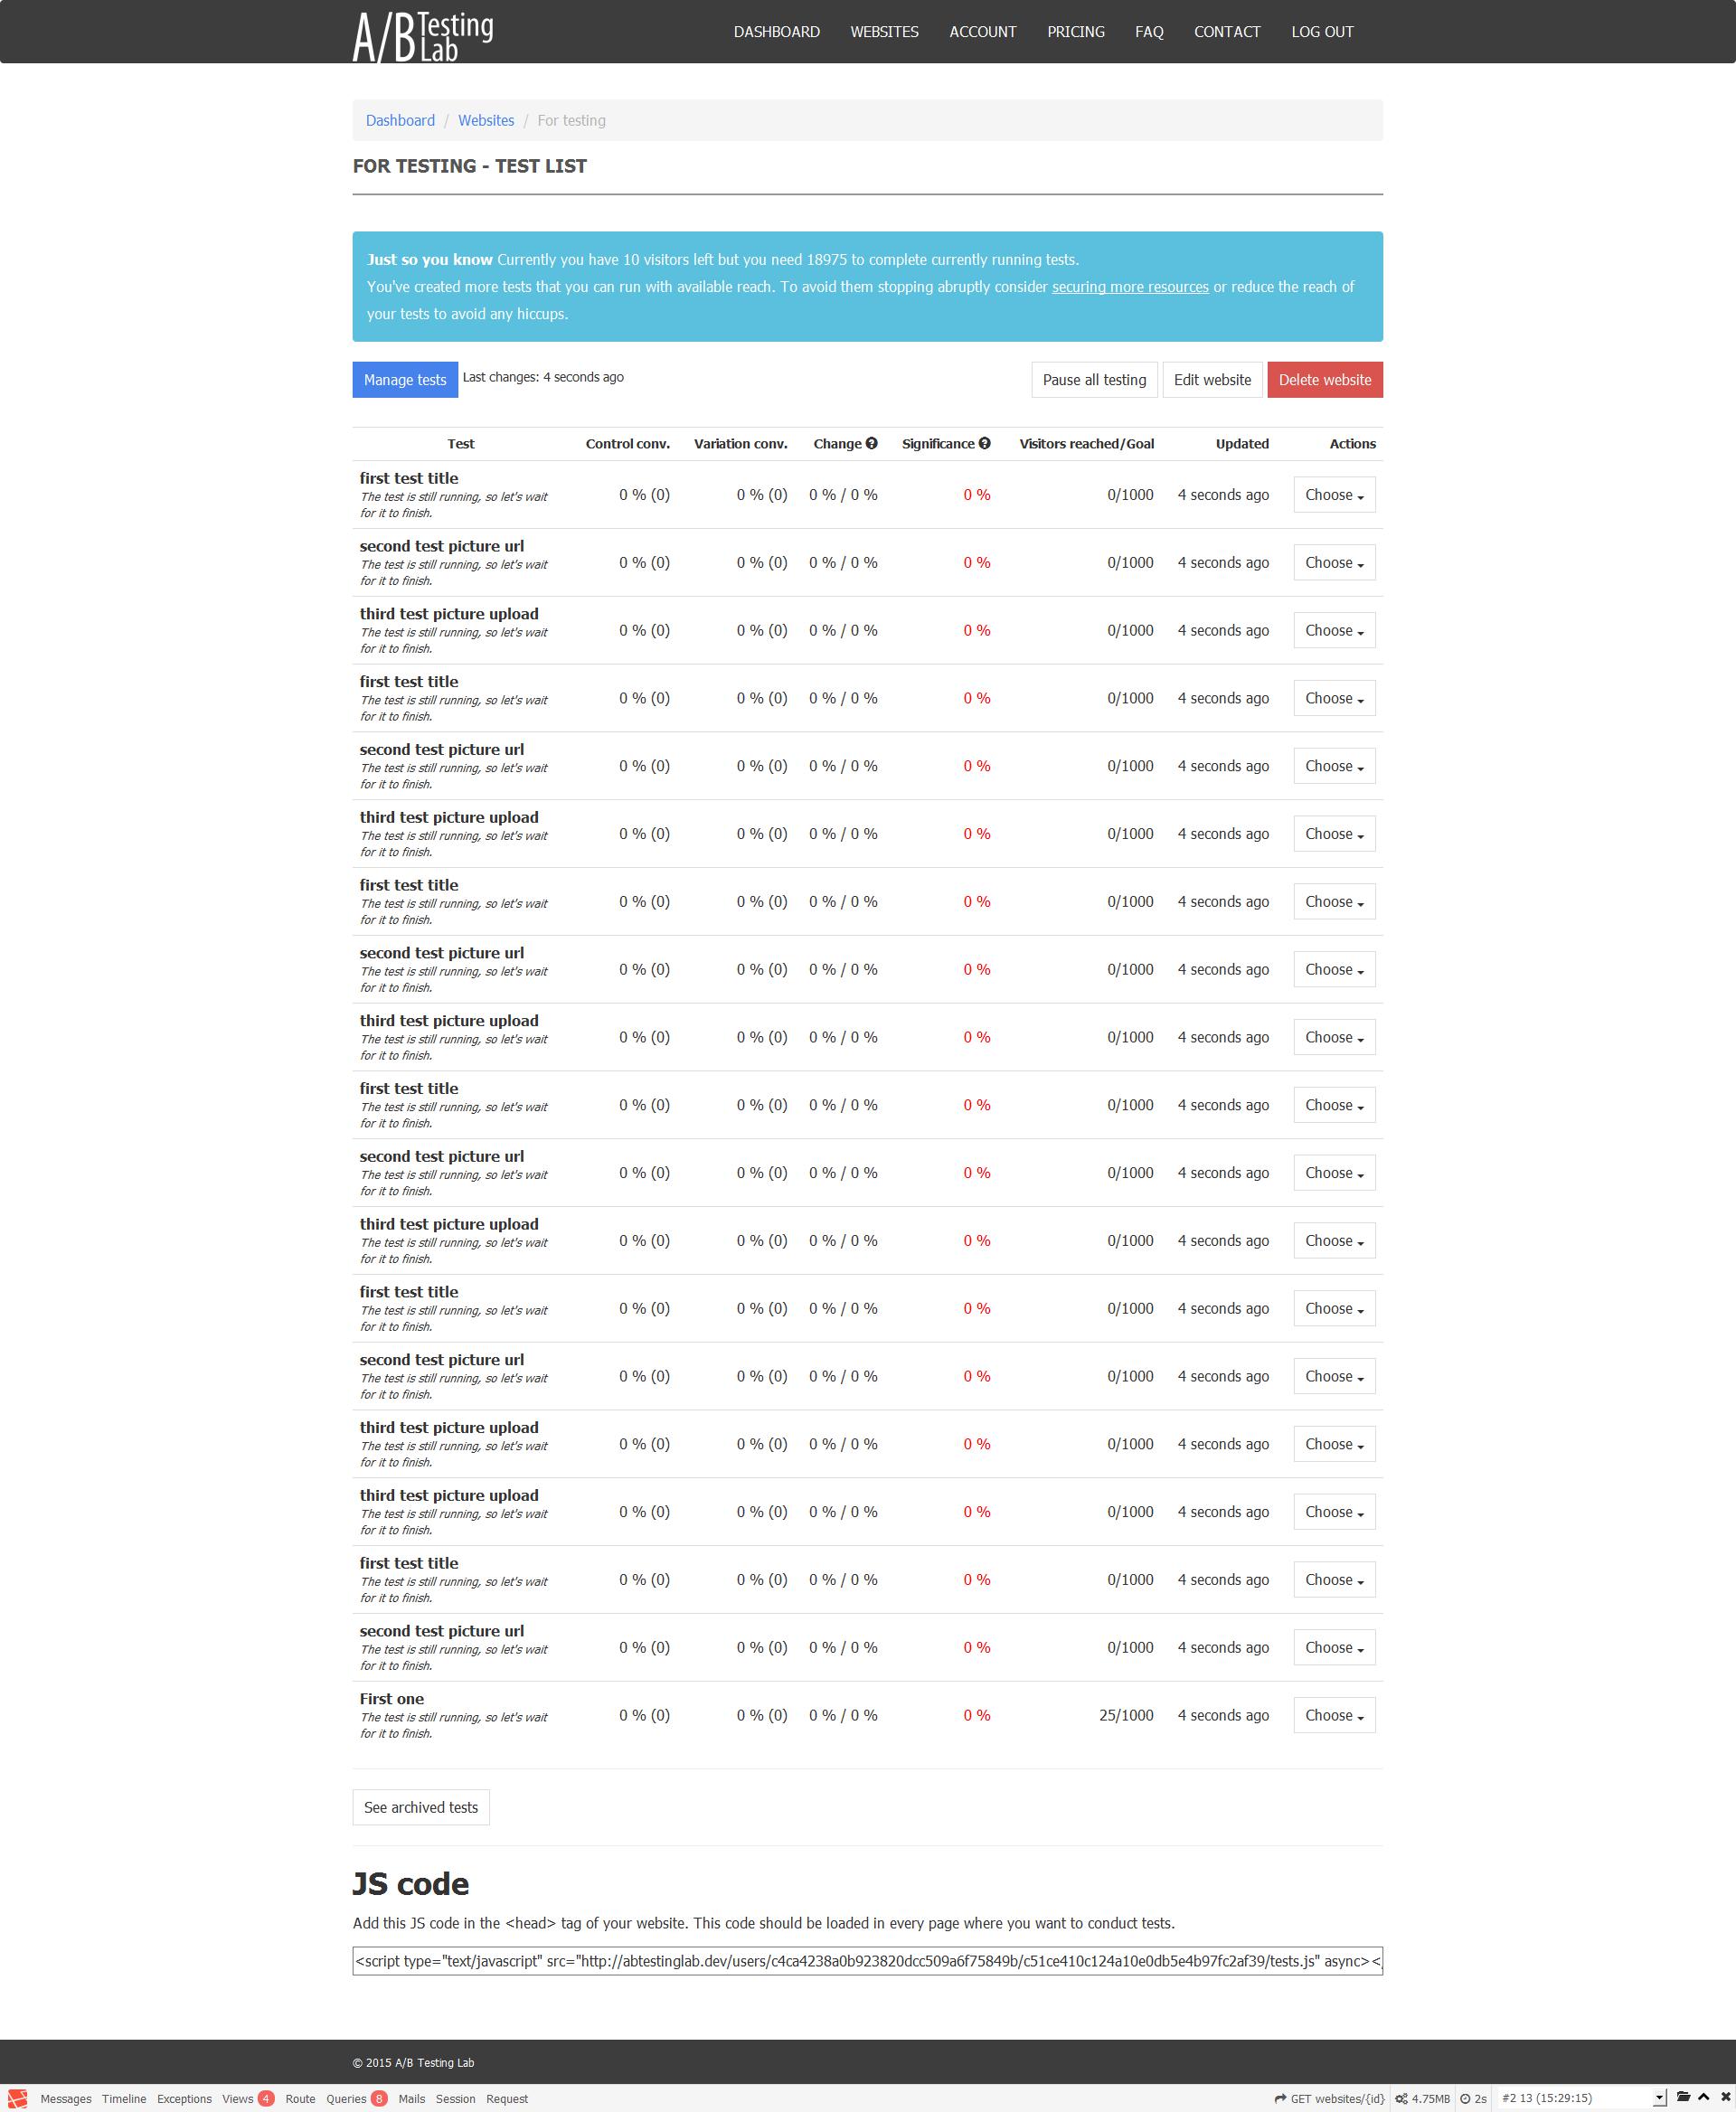 A/B Testing Lab
DASHBOARD WEBSITES ACCOUNT PRICING FAQ CONTACT LOG OUT
Dashboard / Websites / For testing
FOR TESTING - TEST LIST
Just so you know Currently you have 10 visitors left but you need 18975 to complete currently running tests.
You've created more tests that you can run with available reach. To avoid them stopping abruptly consider securing more resources or reduce the reach of
your tests to avoid any hiccups.
Manage tests Last changes: 4 seconds ago Pause all testing Edit website Delete website
Test Control conv. Variation conv. Change Significance Visitors reached/Goal Updated Actions
first test title
The test is still running, so let's wait
for it to finish.
0 % (0) 0 % (0) 0 % / 0 % 0 % 0/1000 4 seconds ago Choose
second test picture url
The test is still running, so let's wait
for it to finish.
0 % (0) 0 % (0) 0 % / 0 % 0 % 0/1000 4 seconds ago Choose
third test picture upload
The test is still running, so let's wait
for it to finish.
0 % (0) 0 % (0) 0 % / 0 % 0 % 0/1000 4 seconds ago Choose
first test title
The test is still running, so let's wait
for it to finish.
0 % (0) 0 % (0) 0 % / 0 % 0 % 0/1000 4 seconds ago Choose
second test picture url
The test is still running, so let's wait
for it to finish.
0 % (0) 0 % (0) 0 % / 0 % 0 % 0/1000 4 seconds ago Choose
third test picture upload
The test is still running, so let's wait
for it to finish.
0 % (0) 0 % (0) 0 % / 0 % 0 % 0/1000 4 seconds ago Choose
first test title
The test is still running, so let's wait
for it to finish.
0 % (0) 0 % (0) 0 % / 0 % 0 % 0/1000 4 seconds ago Choose
second test picture url
The test is still running, so let's wait
for it to finish.
0 % (0) 0 % (0) 0 % / 0 % 0 % 0/1000 4 seconds ago Choose
third test picture upload
The test is still running, so let's wait
for it to finish.
0 % (0) 0 % (0) 0 % / 0 % 0 % 0/1000 4 seconds ago Choose
first test title
The test is still running, so let's wait
for it to finish.
0 % (0) 0 % (0) 0 % / 0 % 0 % 0/1000 4 seconds ago Choose
second test picture url
The test is still running, so let's wait
for it to finish.
0 % (0) 0 % (0) 0 % / 0 % 0 % 0/1000 4 seconds ago Choose
third test picture upload
The test is still running, so let's wait
for it to finish.
0 % (0) 0 % (0) 0 % / 0 % 0 % 0/1000 4 seconds ago Choose
first test title
The test is still running, so let's wait
for it to finish.
0 % (0) 0 % (0) 0 % / 0 % 0 % 0/1000 4 seconds ago Choose
second test picture url
The test is still running, so let's wait
for it to finish.
0 % (0) 0 % (0) 0 % / 0 % 0 % 0/1000 4 seconds ago Choose
third test picture upload
The test is still running, so let's wait
for it to finish.
0 % (0) 0 % (0) 0 % / 0 % 0 % 0/1000 4 seconds ago Choose
third test picture upload
The test is still running, so let's wait
for it to finish.
0 % (0) 0 % (0) 0 % / 0 % 0 % 0/1000 4 seconds ago Choose
first test title
The test is still running, so let's wait
for it to finish.
0 % (0) 0 % (0) 0 % / 0 % 0 % 0/1000 4 seconds ago Choose
second test picture url
The test is still running, so let's wait
for it to finish.
0 % (0) 0 % (0) 0 % / 0 % 0 % 0/1000 4 seconds ago Choose
First one
The test is still running, so let's wait
for it to finish.
0 % (0) 0 % (0) 0 % / 0 % 0 % 25/1000 4 seconds ago Choose
See archived tests
JS code
Add this JS code in the <head> tag of your website. This code should be loaded in every page where you want to conduct tests.
<script type="text/javascript" src="http://abtestinglab.dev/users/c4ca4238a0b923820dcc509a6f75849b/c51ce410c124a10e0db5e4b97fc2af39/tests.js" async><
© 2015 A/B Testing Lab
Messages Timeline Exceptions Views 4 Route Queries 8 Mails Session Request GET websites/{id} 4.75MB 2s #2 13 (15:29:15)